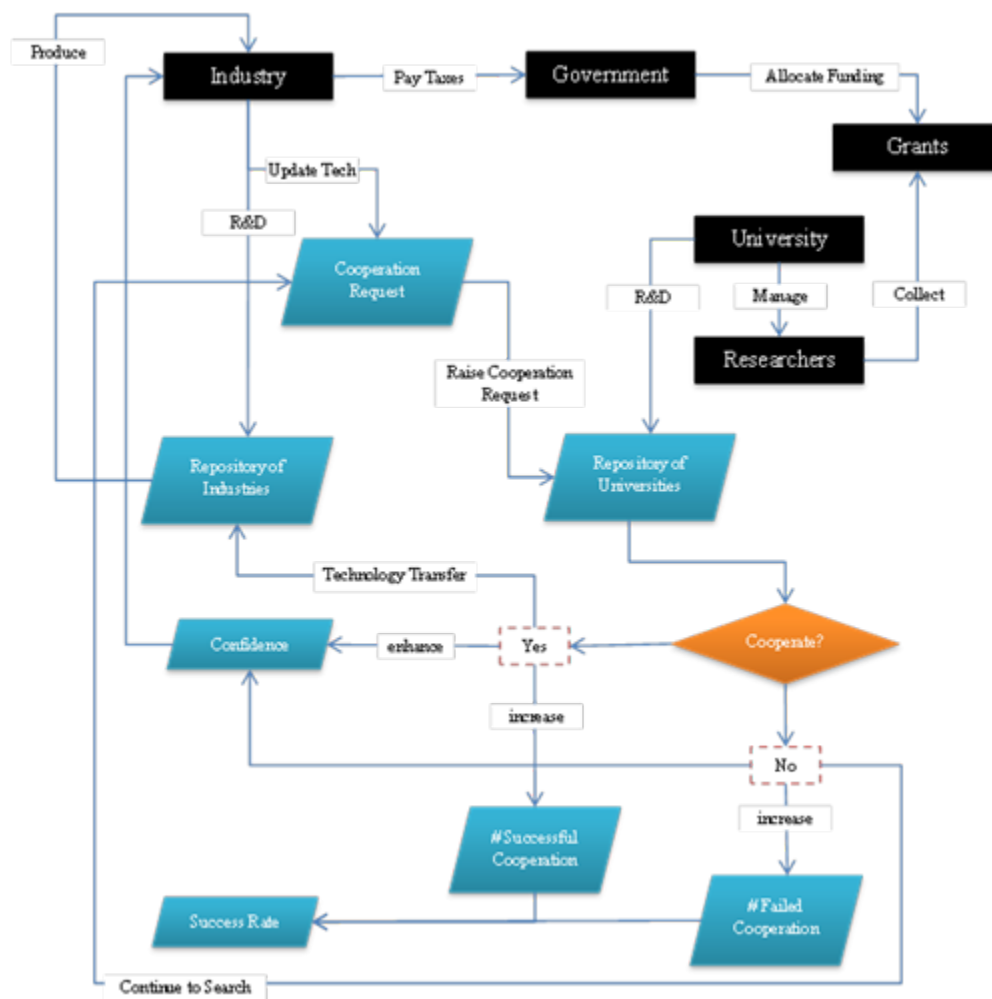 Produce
Industry
Pay Taxes
Government
Allocate Funding
Grants
Update Tech
R&D
University
Cooperation
Request
R&D
Manage
Collect
Researchers
Raise Cooperation
Request
Repository of
Industries
Repository of
Universities
Technology Transfer
Confidence
enhance
Yes
Cooperate?
increase
No
increase
#Successful
Cooperation
#Failed
Cooperation
Success Rate
Continue to Search